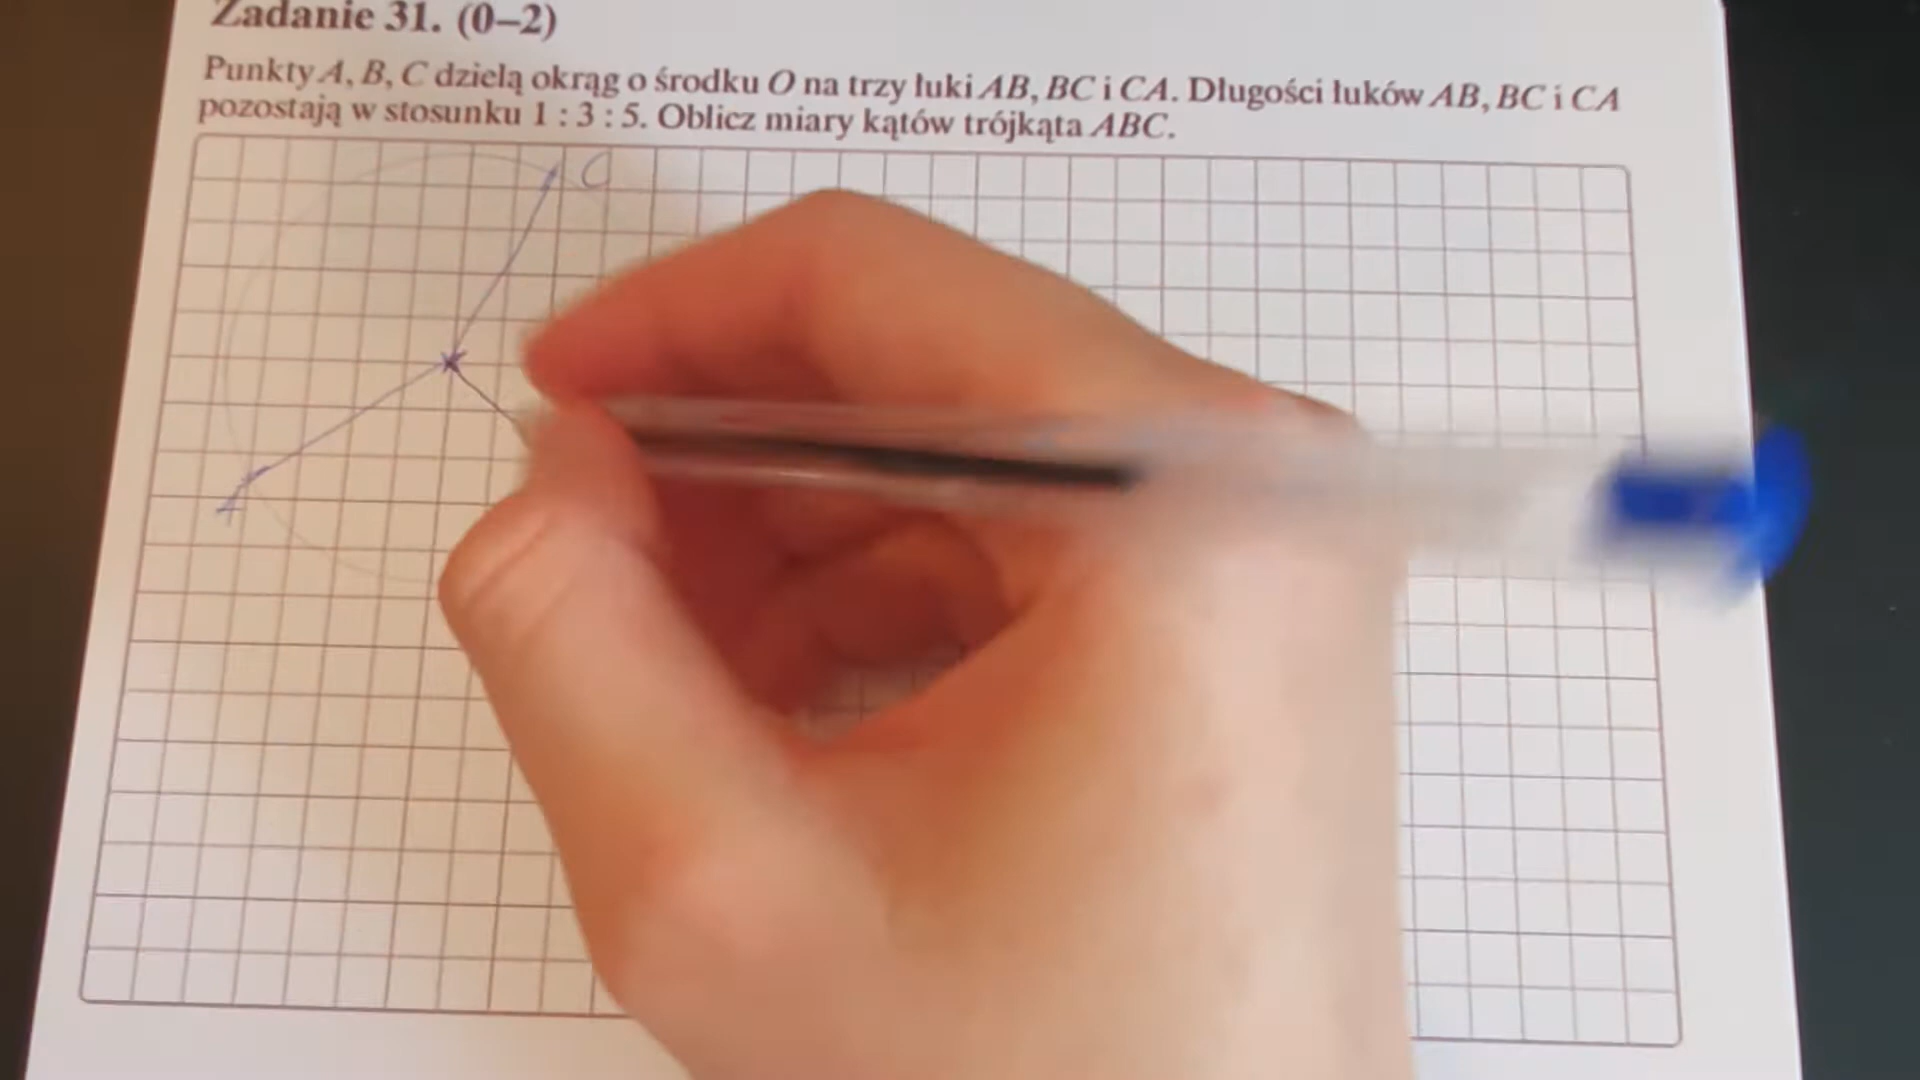 Zadanie 31. (0–2)
Punkty A, B, C dzielą okrąg o środku O na trzy łuki AB, BC i CA. Długości łuków AB, BC i CA
pozostają w stosunku 1 : 3 : 5. Oblicz miary kątów trójkąta ABC.
C